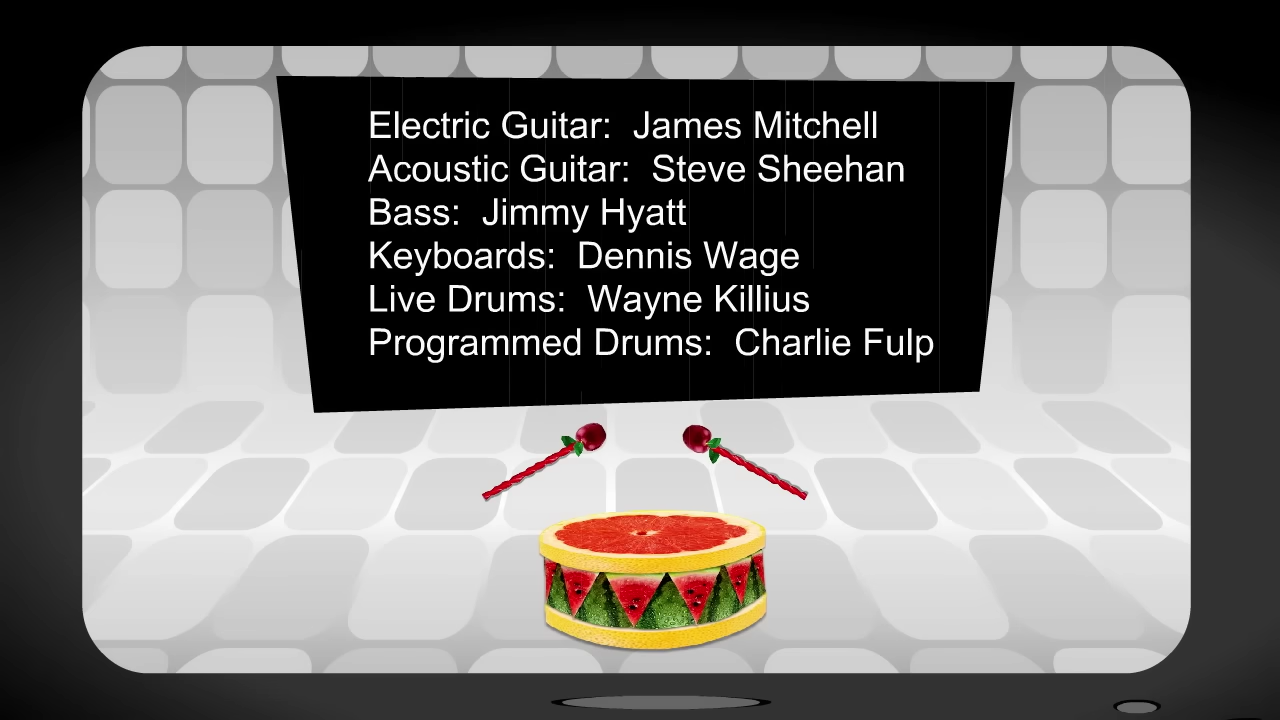 Electric Guitar:  James Mitchell
Acoustic Guitar:  Steve Sheehan
Bass:  Jimmy Hyatt
Keyboards:  Dennis Wage
Live Drums:  Wayne Killius
Programmed Drums:  Charlie Fulp